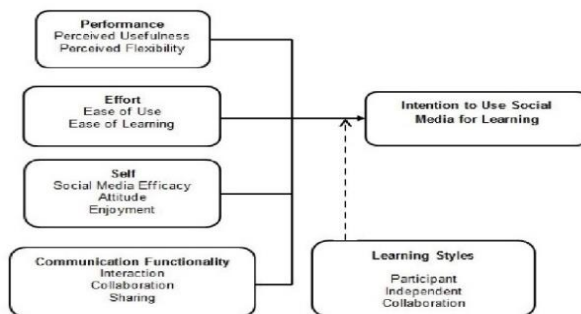 Performance
Perceived Usefulness
Perceived Flexibility
Effort
Ease of Use
Ease of Learning
Intention to Use Social
Media for Learning
Self
Social Media Efficacy
Attitude
Enjoyment
Communication Functionality
Interaction
Collaboration
Sharing
Learning Styles
Participant
Independent
Collaboration